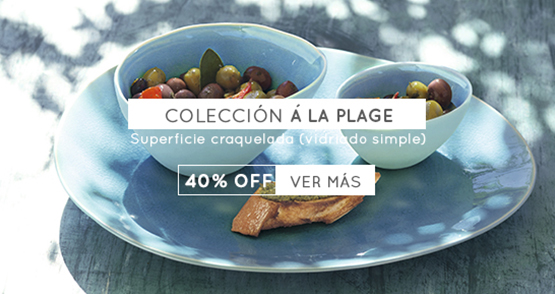 COLECCIÓN Á LA PLAGE
Superficie craquelada (vidriado simple)
40% OFF VER MÁS